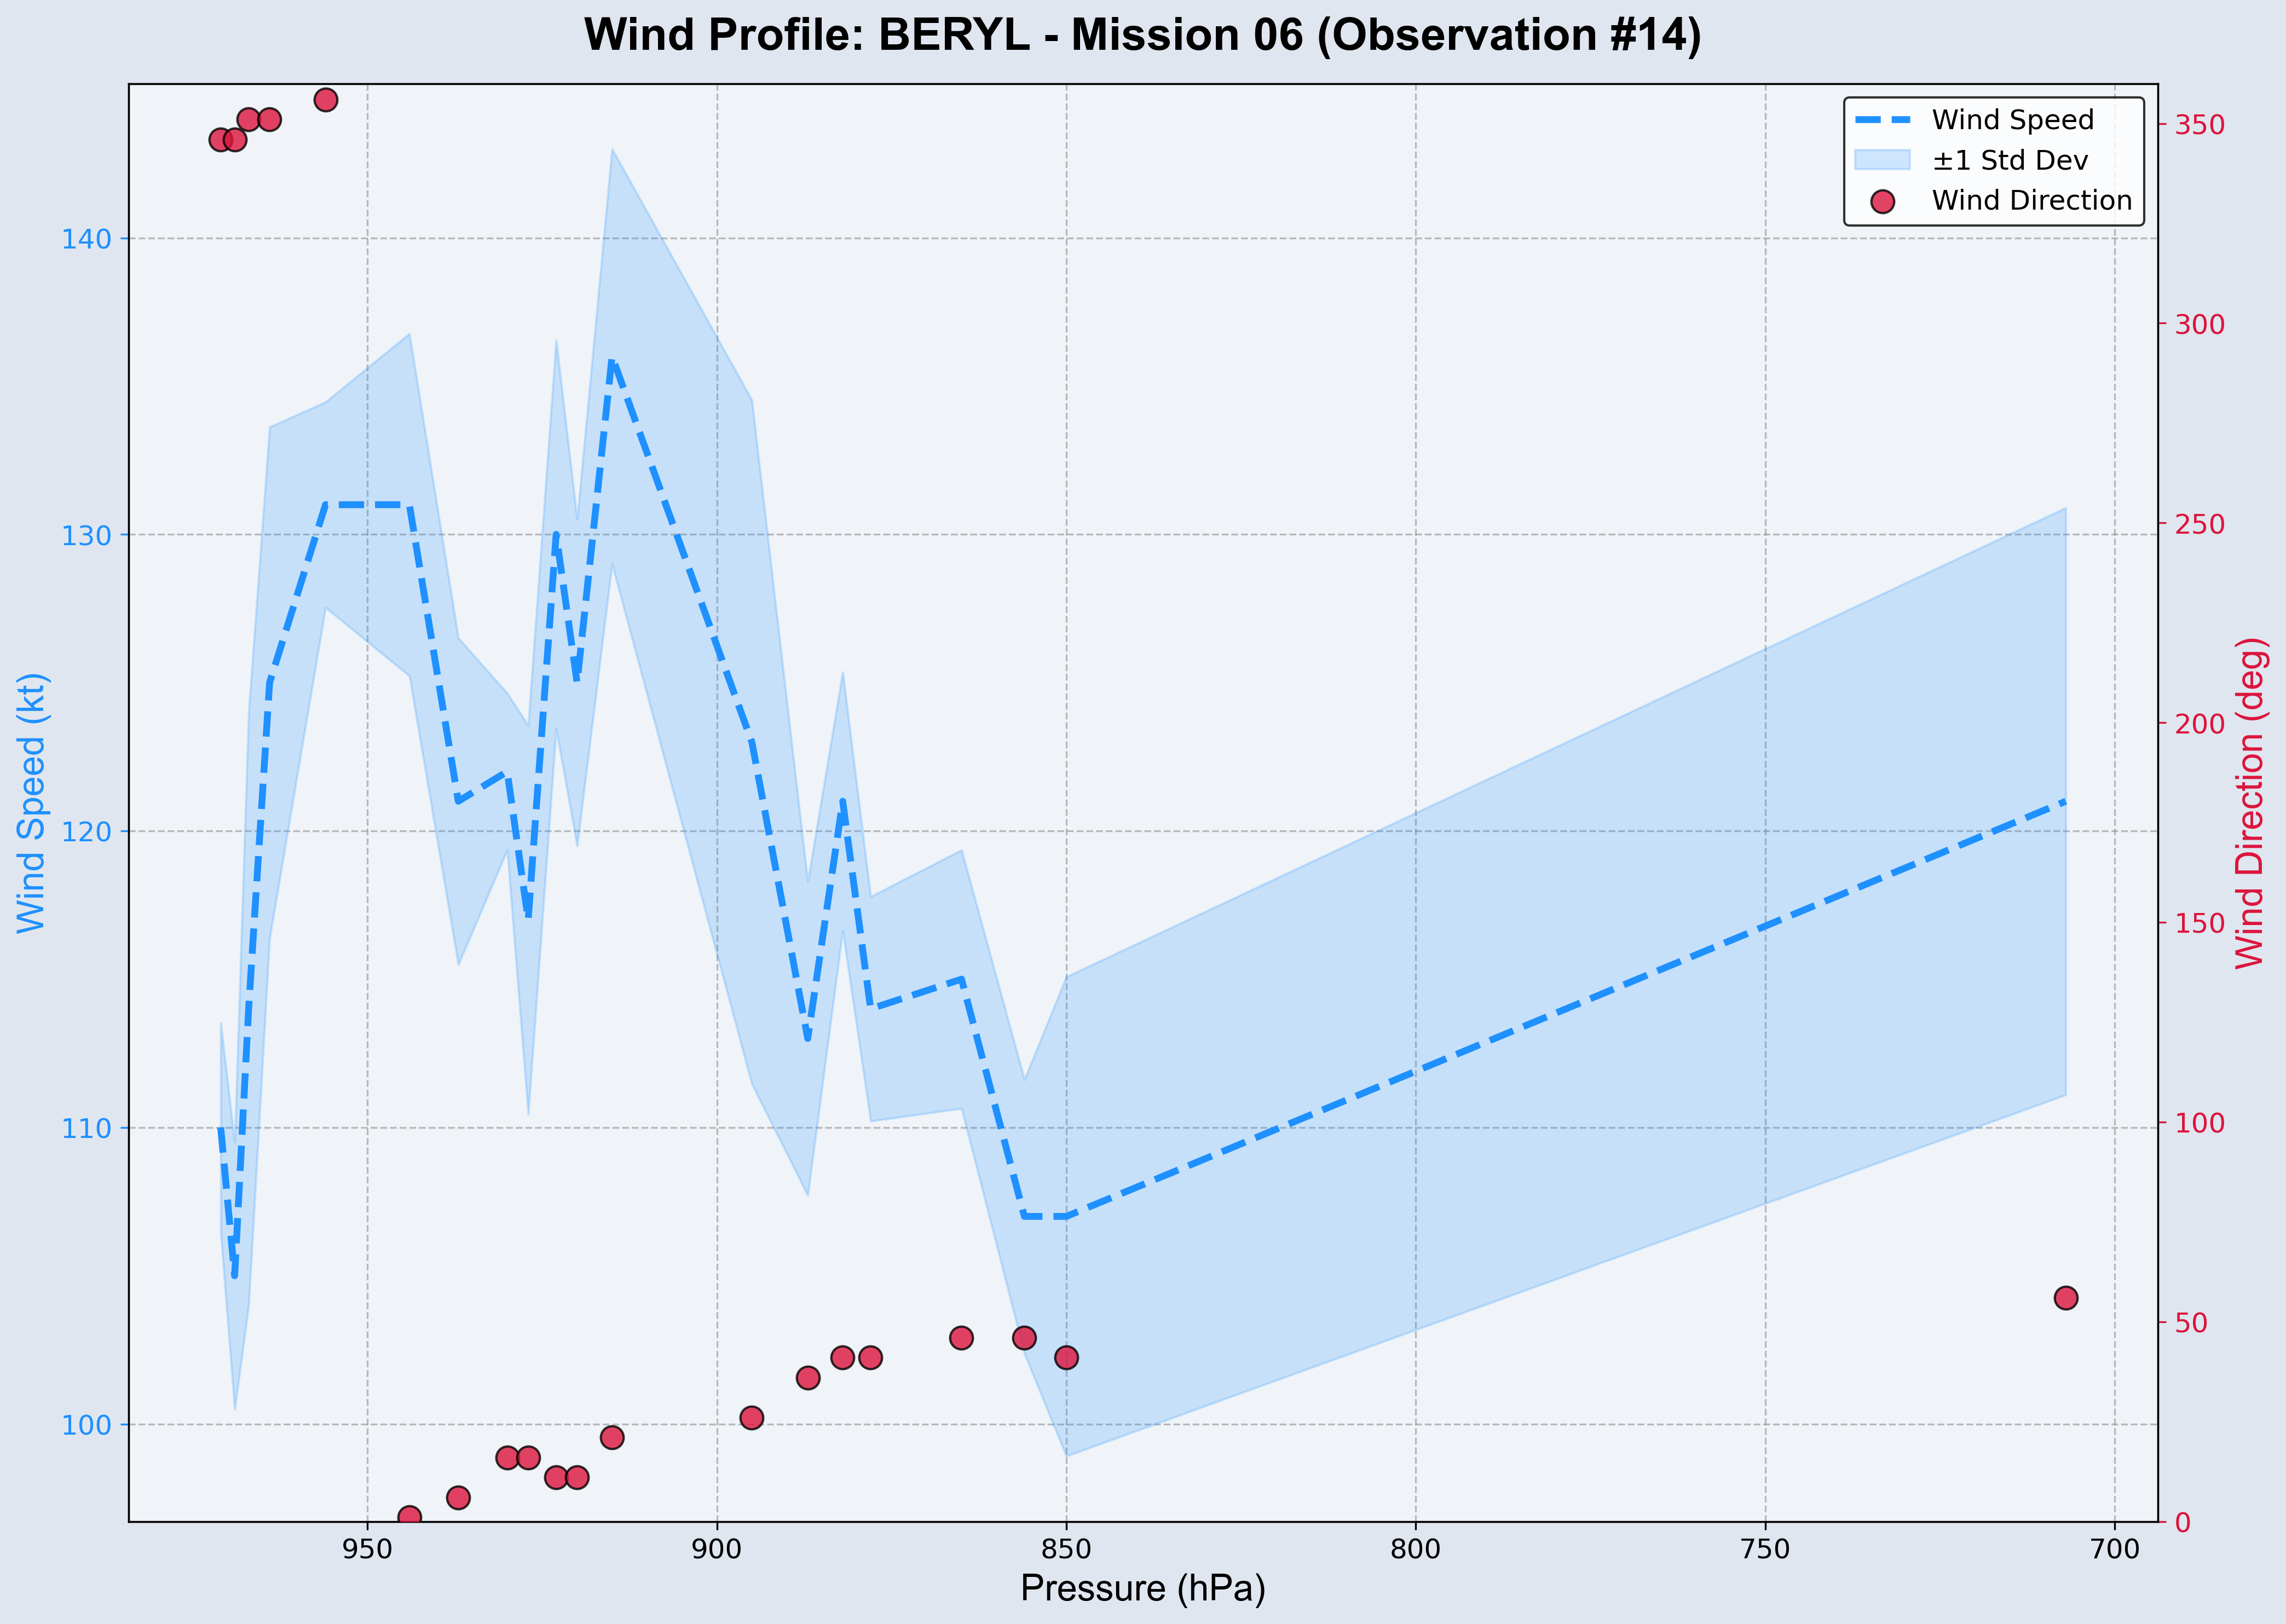 Wind Profile: BERYL - Mission 06 (Observation #14)
Wind Speed
±1 Std Dev
Wind Direction
140
130
120
110
100
Wind Speed (kt)
350
300
250
200
150
100
50
0
Wind Direction (deg)
950
900
850
800
750
700
Pressure (hPa)